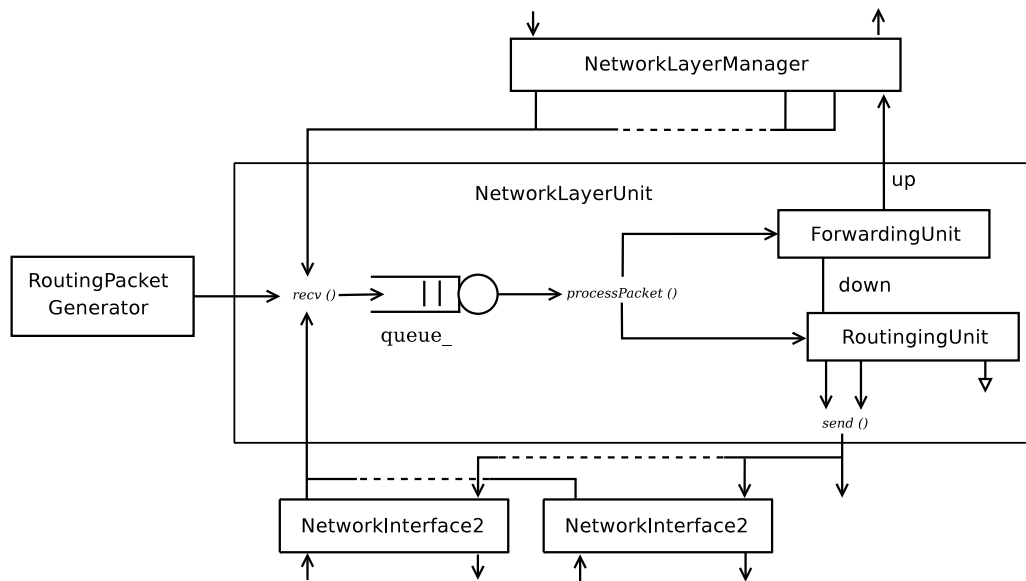 NetworkLayerManager
up
NetworkLayerUnit
ForwardingUnit
RoutingPacket
Generator
recv ()
processPacket ()
down
queue_
RoutingingUnit
send ()
NetworkInterface2
NetworkInterface2